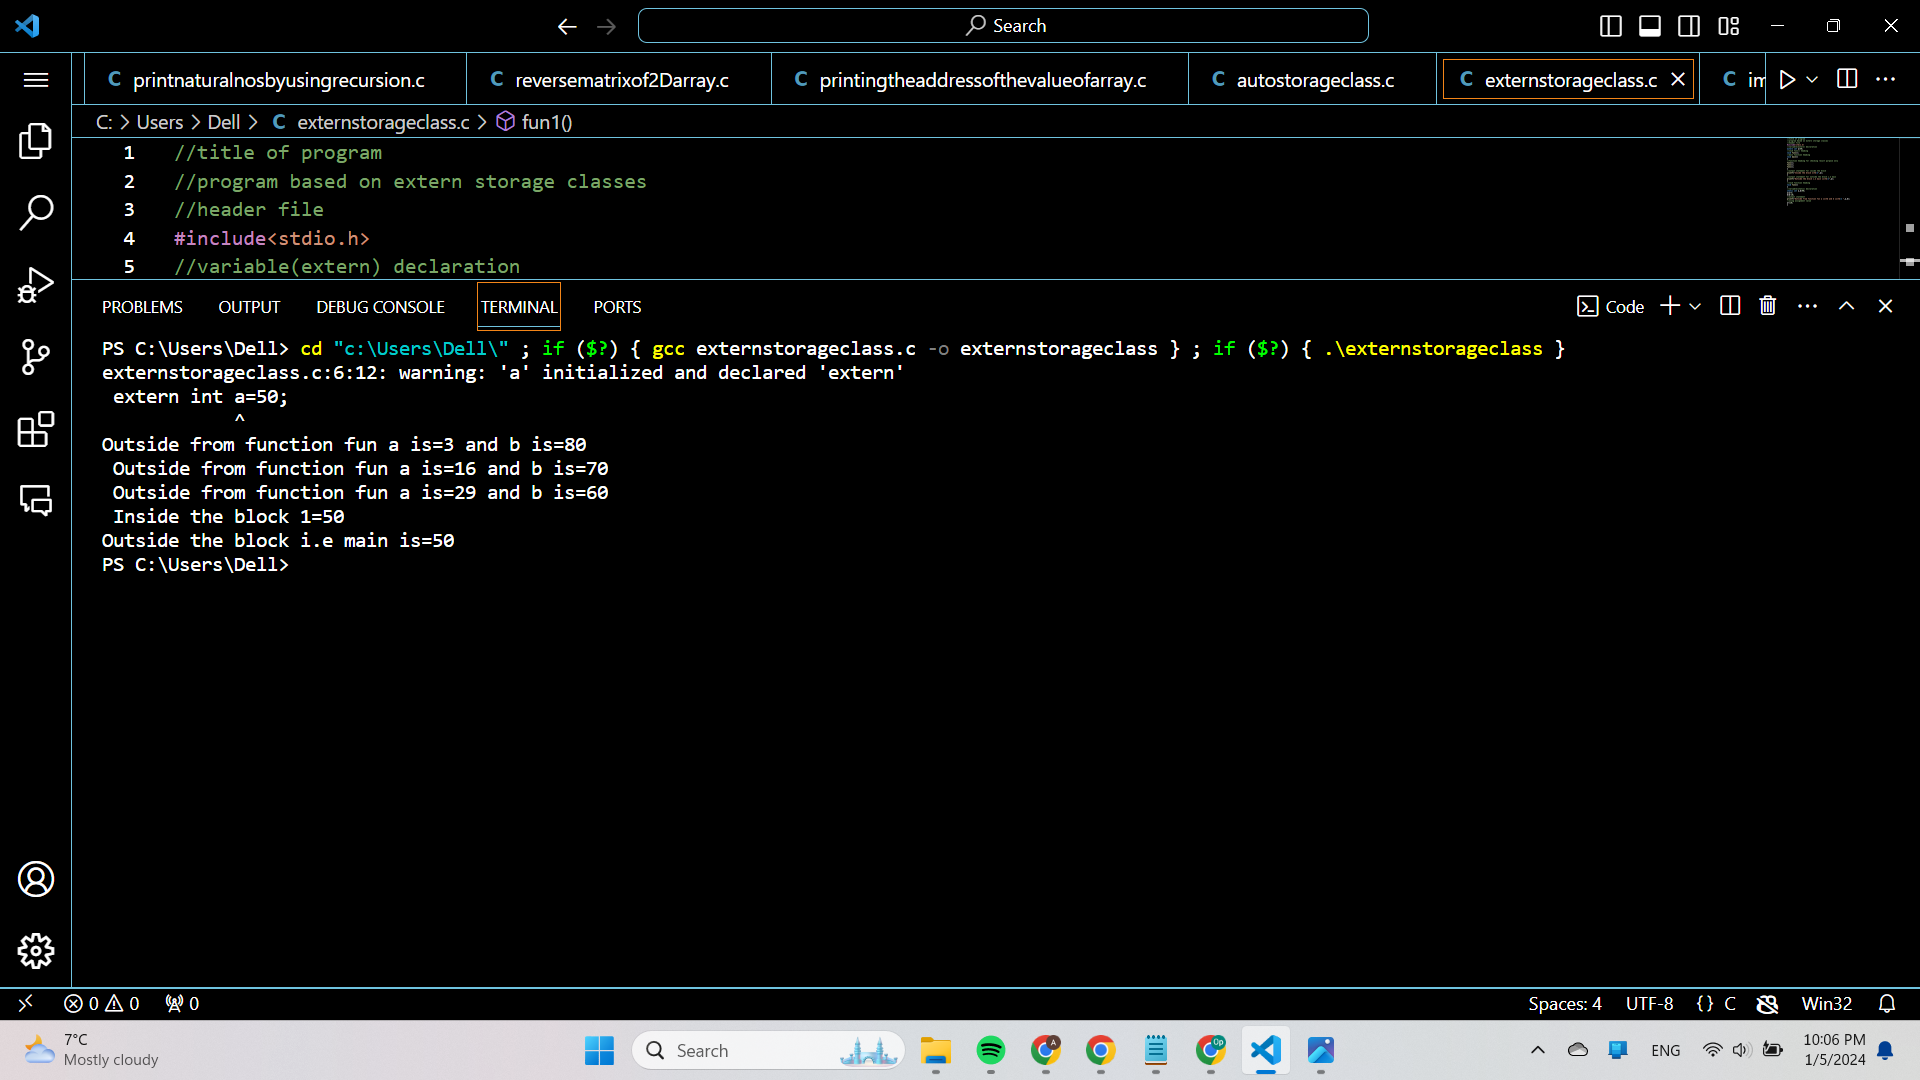 Search
printnaturalnosbyusingrecursion.c
reversematrixof2Darray.c
printingtheaddressofthevalueofarray.c
autostorageclass.c
externstorageclass.c
im
C: > Users > Dell > C externstorageclass.c > fun1()
1 //title of program
2 //program based on extern storage classes
3 //header file
4 #include<stdio.h>
5 //variable(extern) declaration
PROBLEMS OUTPUT DEBUG CONSOLE TERMINAL PORTS
Code
PS C:\Users\Dell> cd "c:\Users\Dell\" ; if ($?) { gcc externstorageclass.c -o externstorageclass } ; if ($?) { .\externstorageclass }
externstorageclass.c:6:12: warning: 'a' initialized and declared 'extern'
extern int a=50;
^
Outside from function fun a is=3 and b is=80
Outside from function fun a is=16 and b is=70
Outside from function fun a is=29 and b is=60
Inside the block 1=50
Outside the block i.e main is=50
PS C:\Users\Dell>
0 0 0
Spaces: 4 UTF-8 {} C Win32
7°C
Mostly cloudy
Search
ENG
10:06 PM
1/5/2024